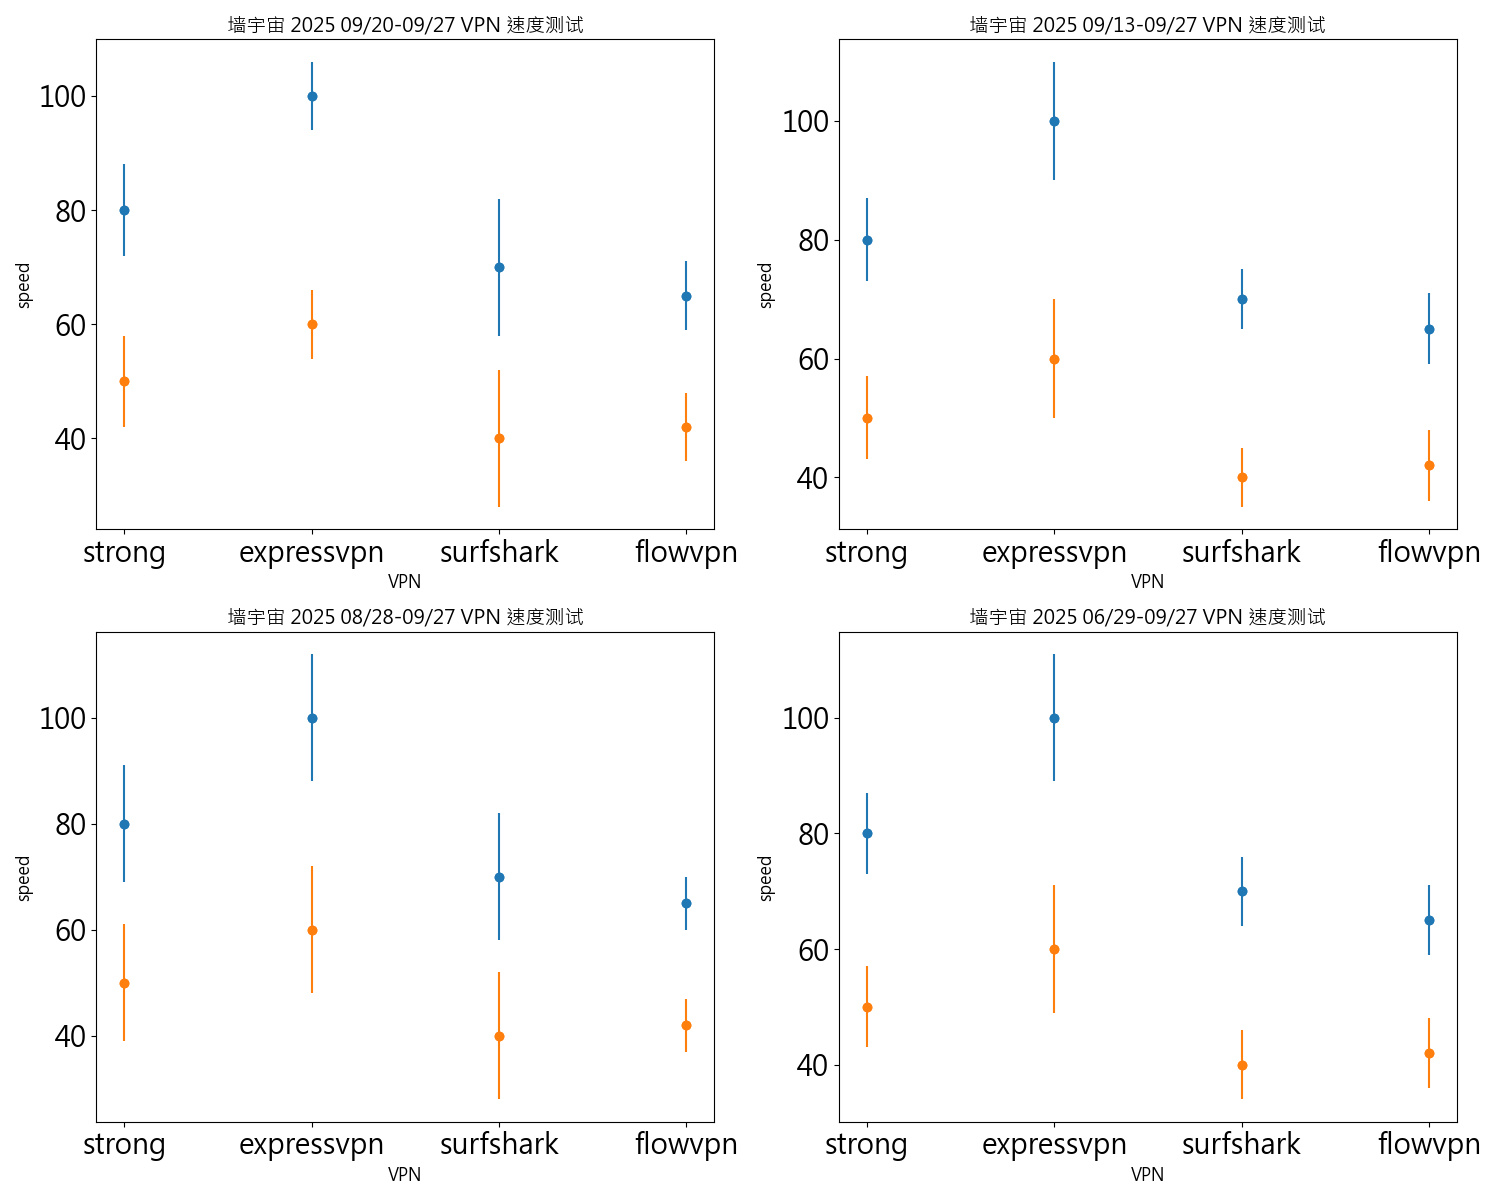 墙宇宙 2025 09/20-09/27 VPN 速度测试
100
80
60
40
speed
strong expressvpn surfshark flowvpn
VPN
墙宇宙 2025 09/13-09/27 VPN 速度测试
100
80
60
40
speed
strong expressvpn surfshark flowvpn
VPN
墙宇宙 2025 08/28-09/27 VPN 速度测试
100
80
60
40
speed
strong expressvpn surfshark flowvpn
VPN
墙宇宙 2025 06/29-09/27 VPN 速度测试
100
80
60
40
speed
strong expressvpn surfshark flowvpn
VPN